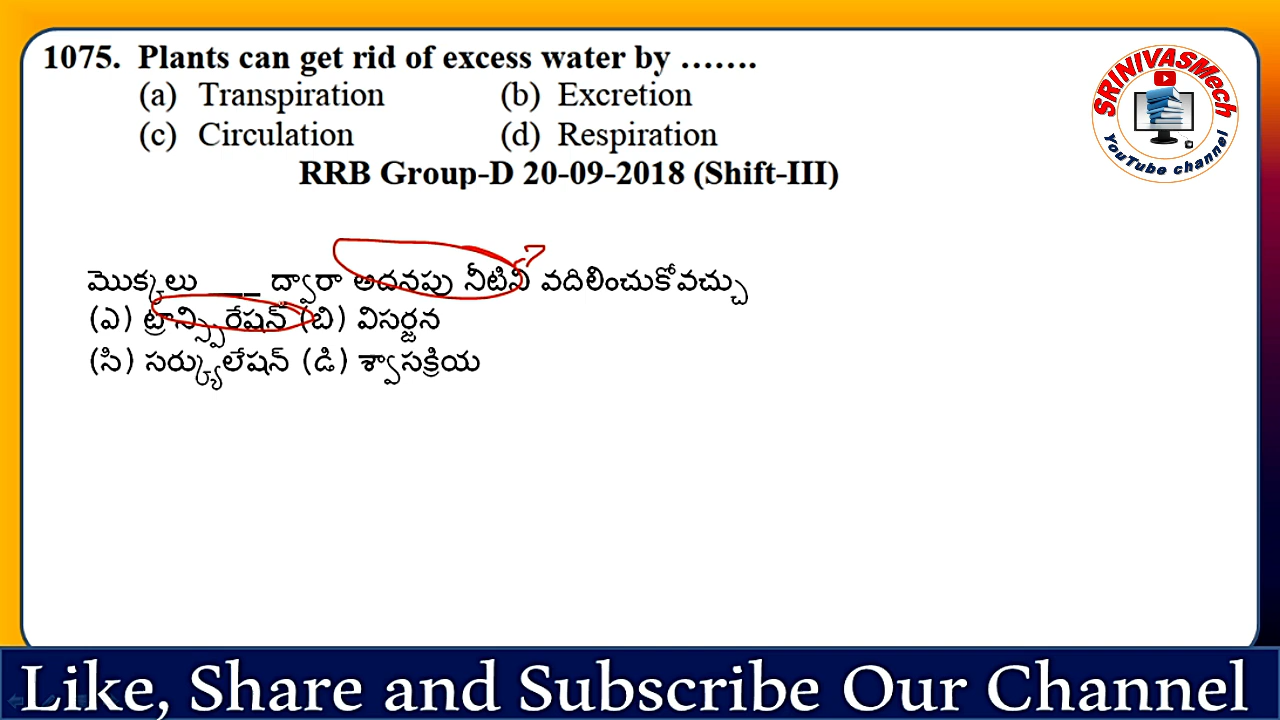 1075. Plants can get rid of excess water by …….
(a) Transpiration (b) Excretion
(c) Circulation (d) Respiration
RRB Group-D 20-09-2018 (Shift-III)
SRINIVASMech
YouTube channel
మొక్కలు ___ ద్వారా అదనపు నీటిని వదిలించుకోవచ్చు
(ఎ) ట్రాన్స్పిరేషన్ (బి) విసర్జన
(సి) సర్క్యులేషన్ (డి) శ్వాసక్రియ
Like, Share and Subscribe Our Channel